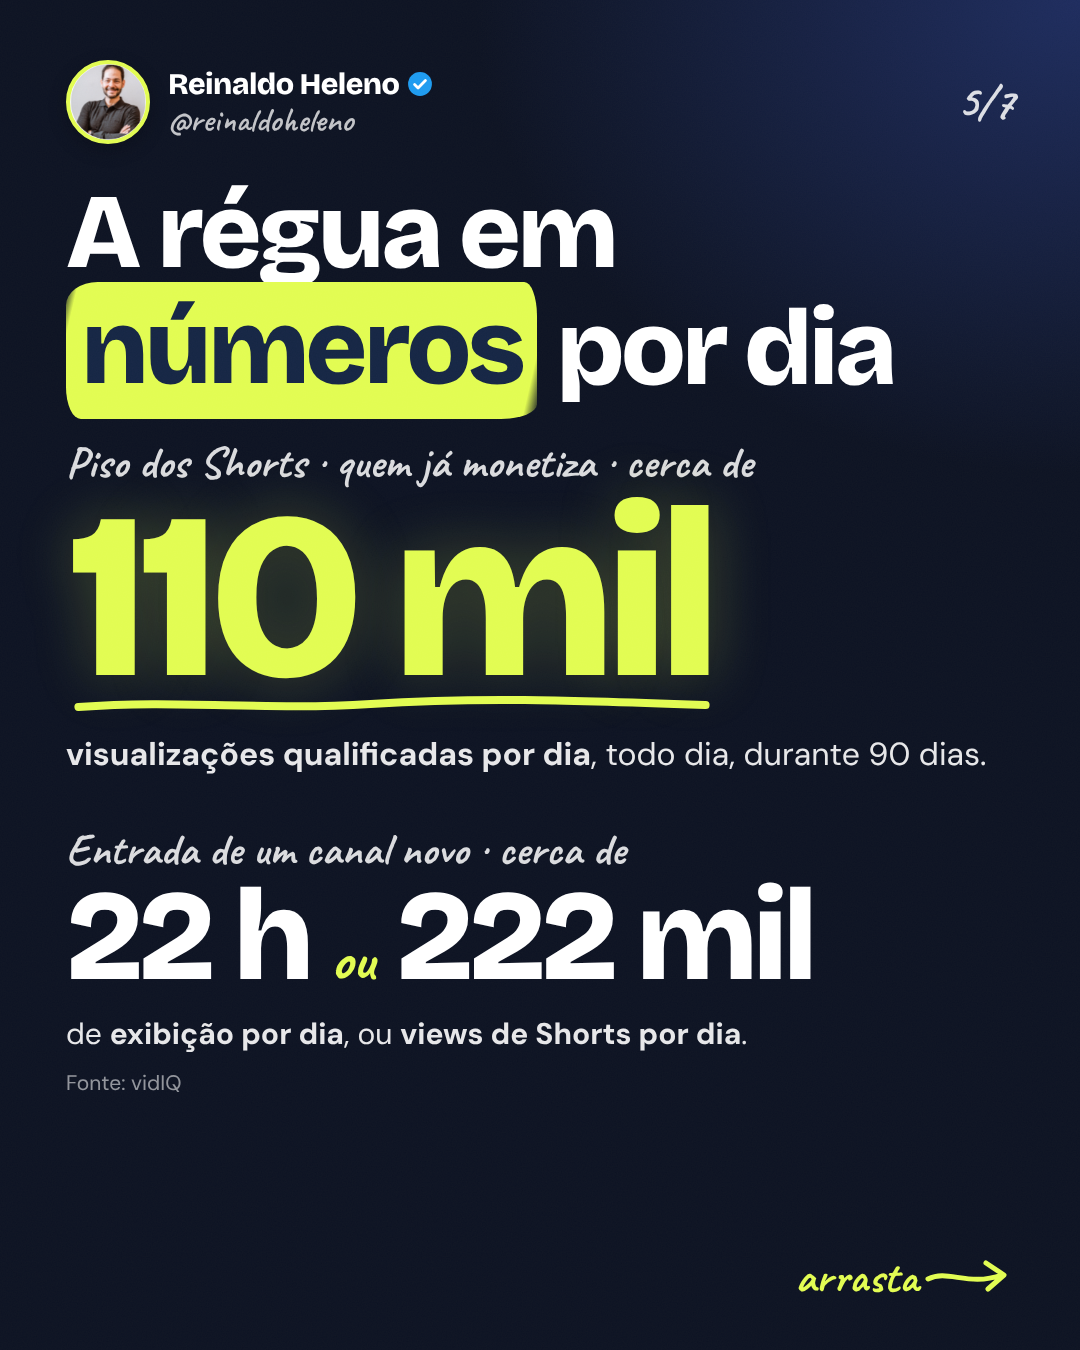 Reinaldo Heleno
@reinaldoheleno
5/7
A régua em
números por dia
Piso dos Shorts · quem já monetiza · cerca de
110 mil
visualizações qualificadas por dia, todo dia, durante 90 dias.
Entrada de um canal novo · cerca de
22 h ou 222 mil
de exibição por dia, ou views de Shorts por dia.
Fonte: vidIQ
arrasta